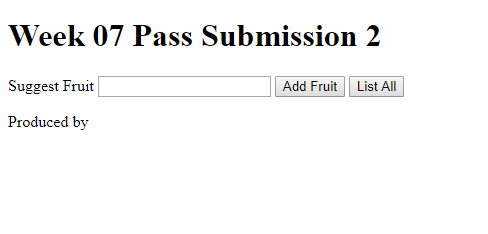 Week 07 Pass Submission 2
Suggest Fruit Add Fruit List All
Produced by